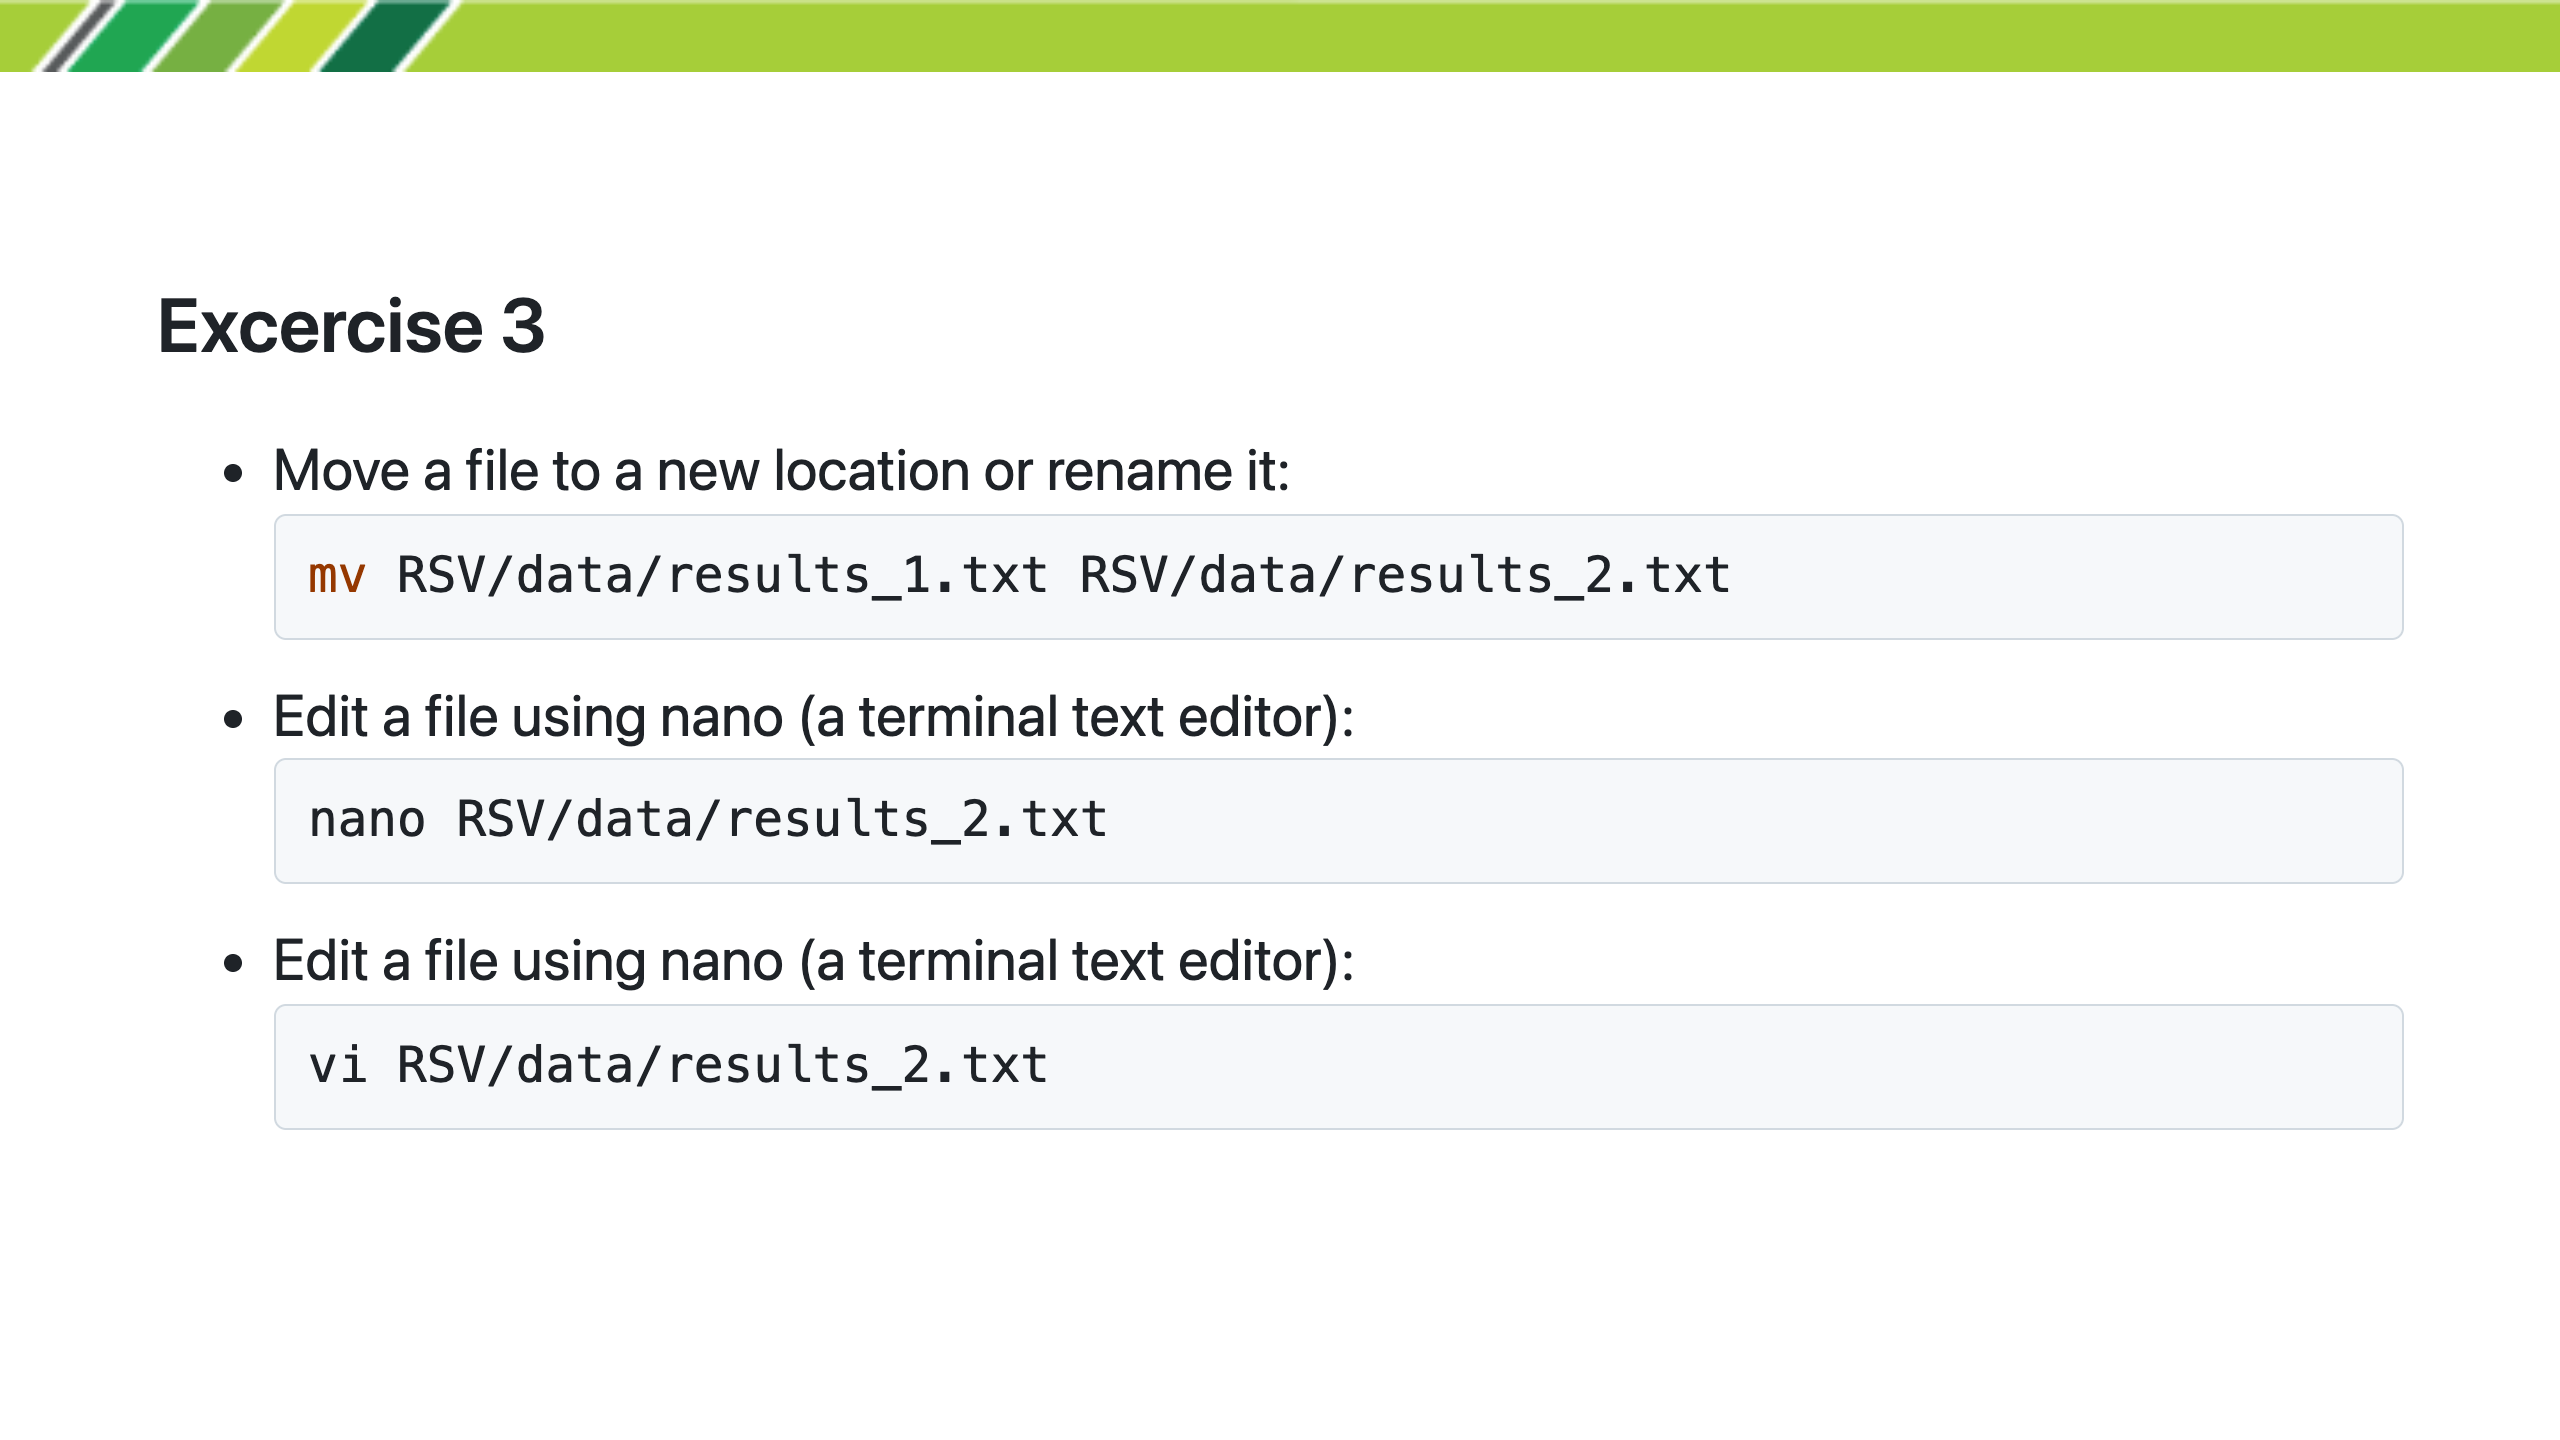 Excercise 3
• Move a file to a new location or rename it:
mv RSV/data/results_1.txt RSV/data/results_2.txt
• Edit a file using nano (a terminal text editor):
nano RSV/data/results_2.txt
• Edit a file using nano (a terminal text editor):
vi RSV/data/results_2.txt